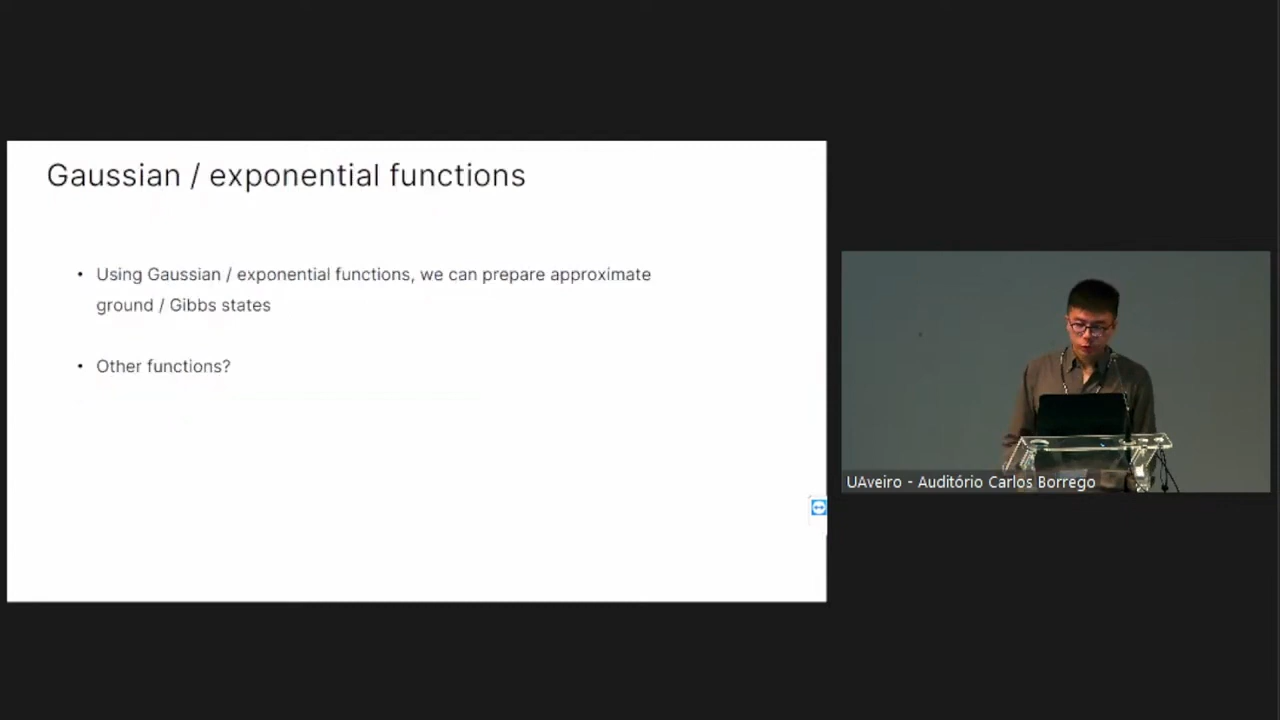 Gaussian / exponential functions
• Using Gaussian / exponential functions, we can prepare approximate
ground / Gibbs states
• Other functions?
UAveiro - Auditório Carlos Borrego